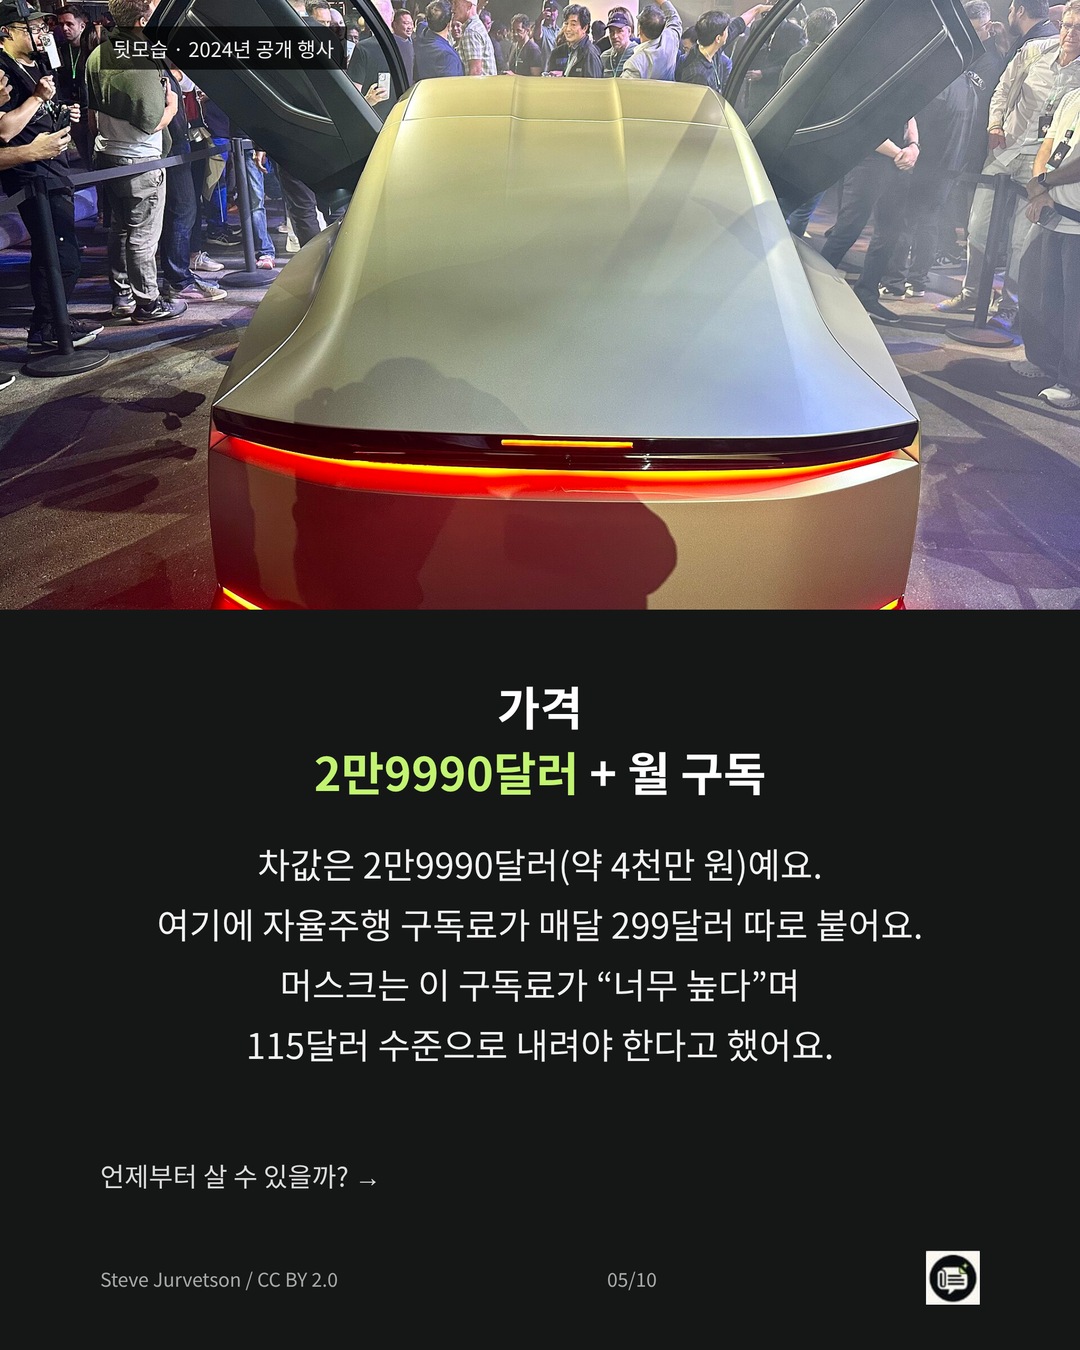 뒷모습 · 2024년 공개 행사
가격
2만9990달러 + 월 구독
차값은 2만9990달러(약 4천만 원)예요.
여기에 자율주행 구독료가 매달 299달러 따로 붙어요.
머스크는 이 구독료가 “너무 높다”며
115달러 수준으로 내려야 한다고 했어요.
언제부터 살 수 있을까? →
Steve Jurvetson / CC BY 2.0
05/10